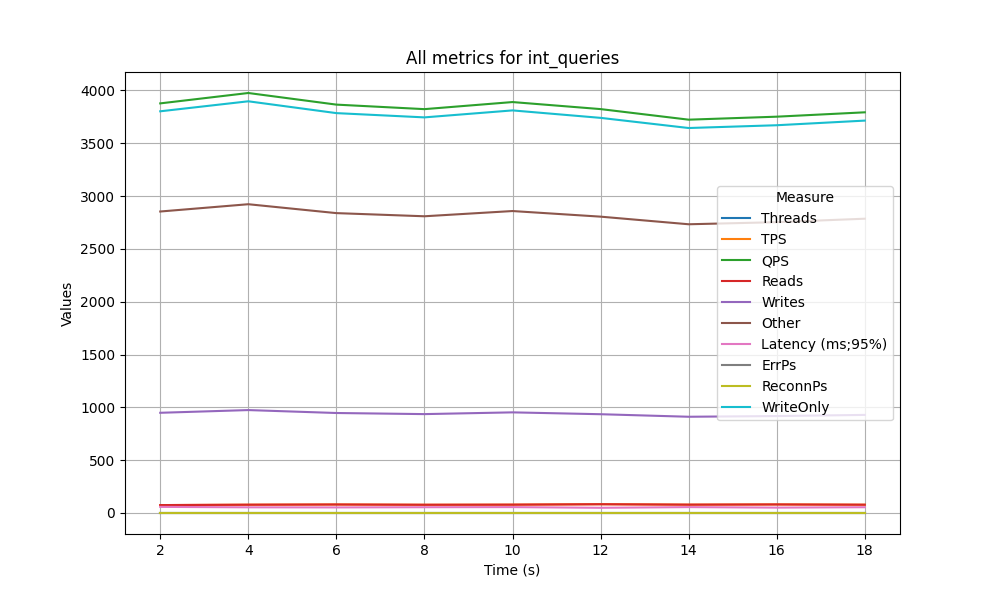 All metrics for int_queries
Values
4000
3500
3000
2500
2000
1500
1000
500
0
Measure
Threads
TPS
QPS
Reads
Writes
Other
Latency (ms;95%)
ErrPs
ReconnPs
WriteOnly
2 4 6 8 10 12 14 16 18
Time (s)